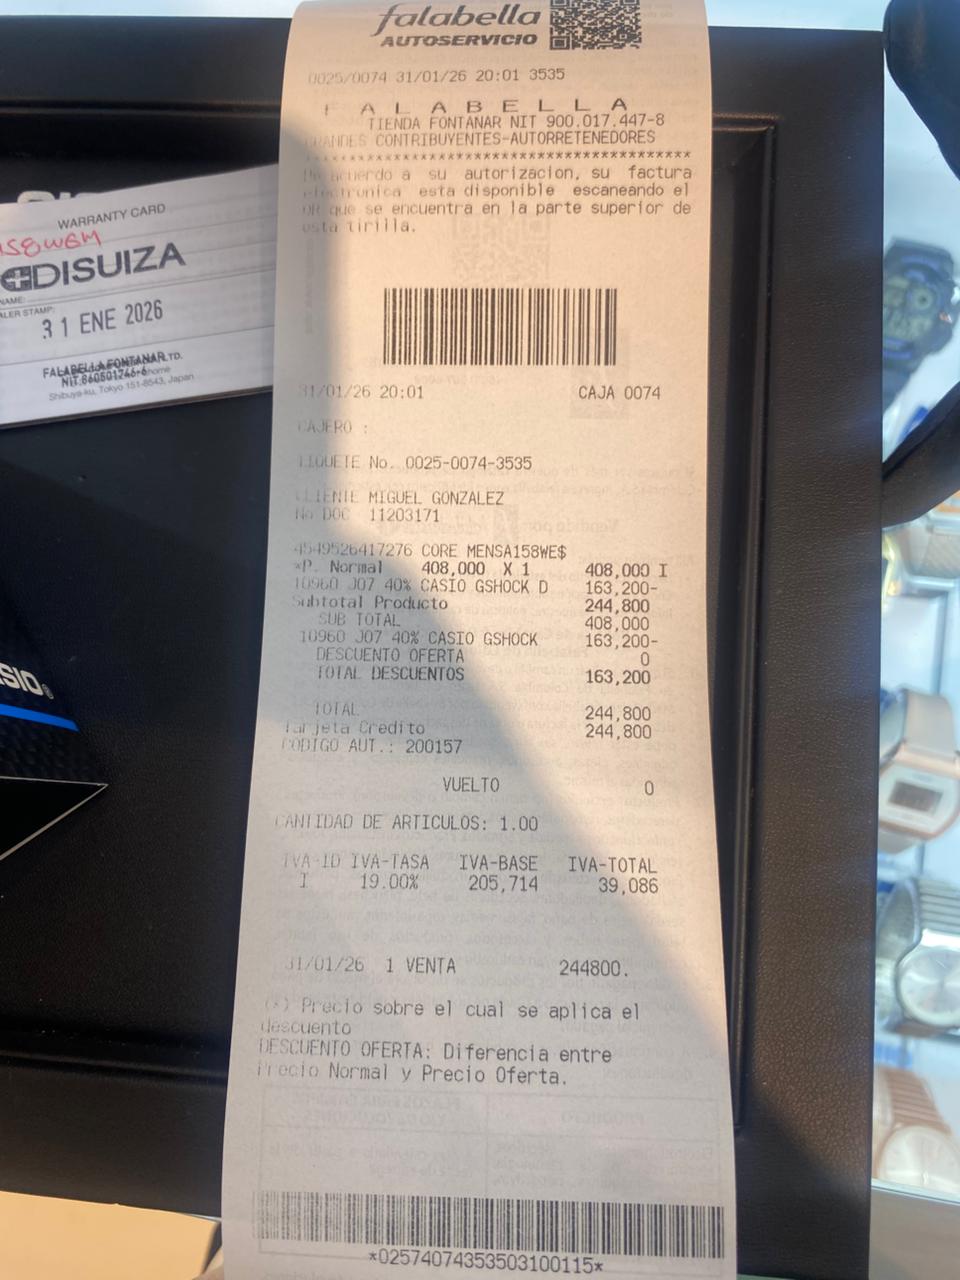 falabella
AUTOSERVICIO
0025/0074 31/01/26 20:01 3535
F A L A B E L L A
TIENDA FONTANAR NIT 900.017.447-8
GRANDES CONTRIBUYENTES-AUTORRETENEDORES
****************************************
De acuerdo a su autorizacion, su factura
electronica esta disponible escaneando el
QR que se encuentra en la parte superior de
esta tirilla.
31/01/26 20:01 CAJA 0074
CAJERO :
TIQUETE No. 0025-0074-3535
CLIENTE MIGUEL GONZALEZ
No DOC 11203171
4549526417276 CORE MENSA158WE$
*P. Normal 408,000 X 1 408,000 I
10960 J07 40% CASIO GSHOCK D 163,200-
Subtotal Producto 244,800
SUB TOTAL 408,000
10960 J07 40% CASIO GSHOCK 163,200-
DESCUENTO OFERTA 0
TOTAL DESCUENTOS 163,200
TOTAL 244,800
Tarjeta Credito 244,800
CODIGO AUT.: 200157
VUELTO 0
CANTIDAD DE ARTICULOS: 1.00
IVA-ID IVA-TASA IVA-BASE IVA-TOTAL
I 19.00% 205,714 39,086
31/01/26 1 VENTA 244800.
(*) Precio sobre el cual se aplica el
descuento
DESCUENTO OFERTA: Diferencia entre
Precio Normal y Precio Oferta.
*02574074353503100115*
WARRANTY CARD
158W6M
DISUIZA
NAME:
STAMP:
31 ENE 2026
FALABELLA FONTANAR
NIT 860501746-6
Shibuya-ku, Tokyo 151-8543, Japan
SIO